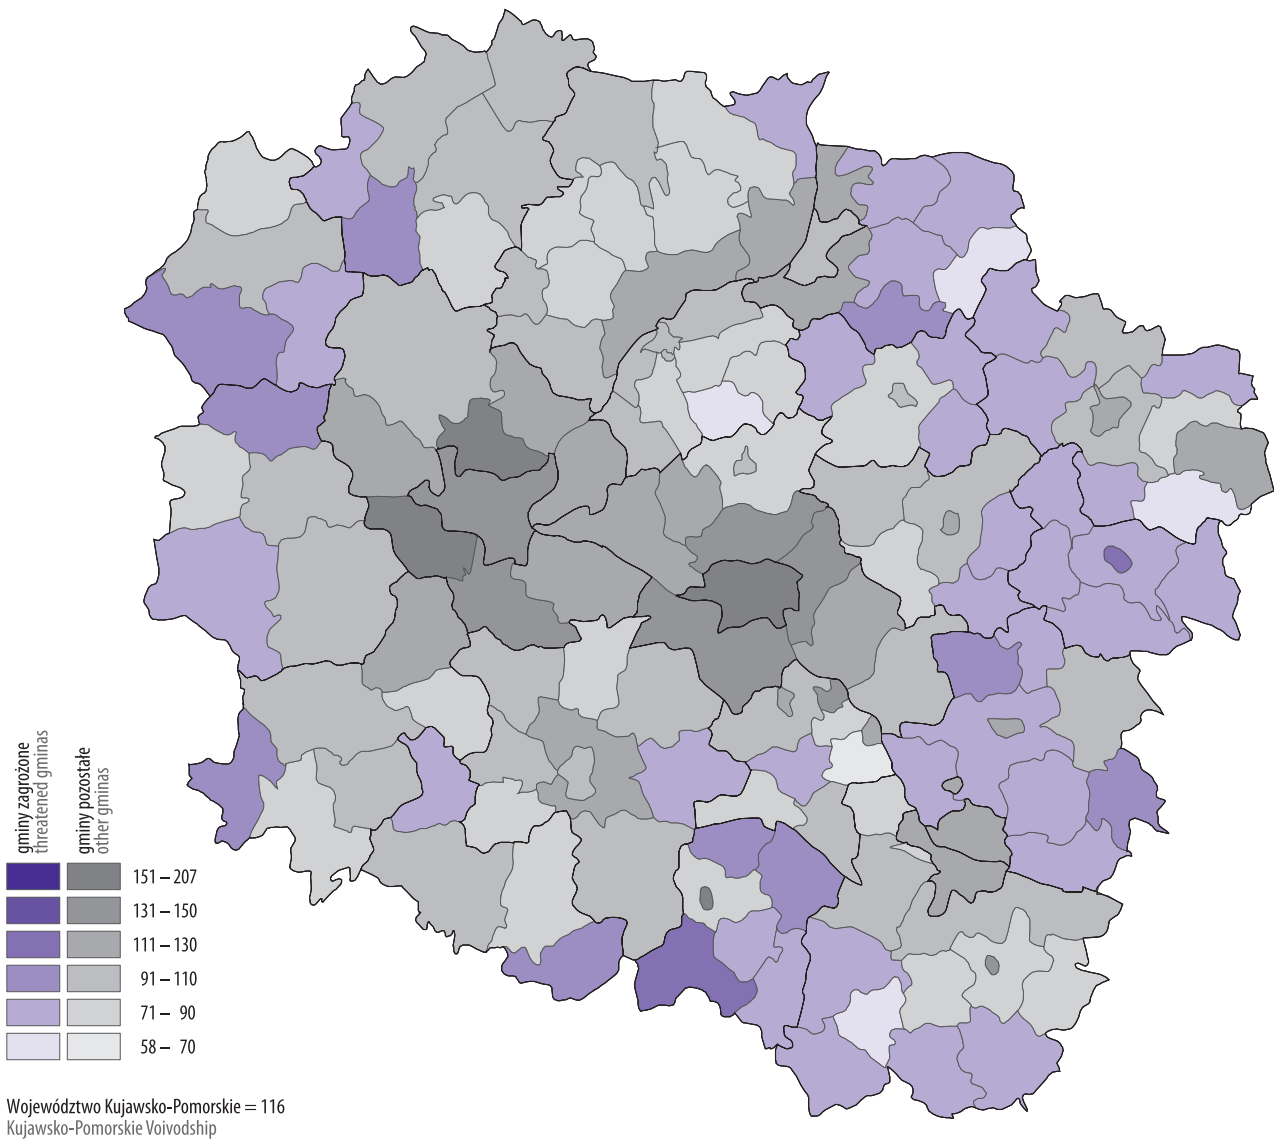 gminy zagrożone
threatened gminas
gminy pozostałe
other gminas
151 – 207
131 – 150
111 – 130
91 – 110
71 – 90
58 – 70
Województwo Kujawsko-Pomorskie = 116
Kujawsko-Pomorskie Voivodship